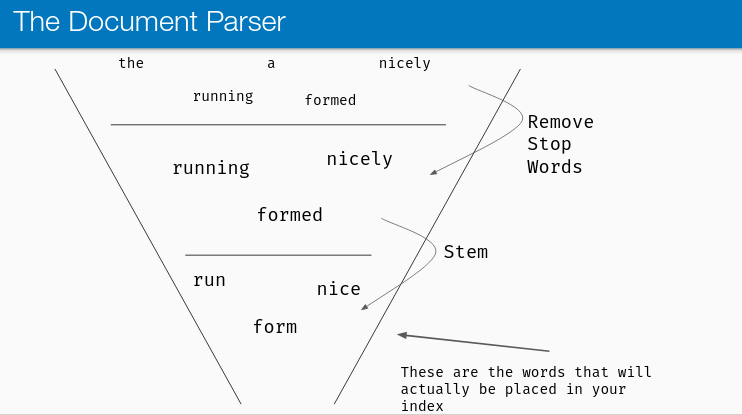 The Document Parser
the a nicely
running formed
Remove
Stop
Words
running nicely
formed
Stem
run nice
form
These are the words that will
actually be placed in your
index